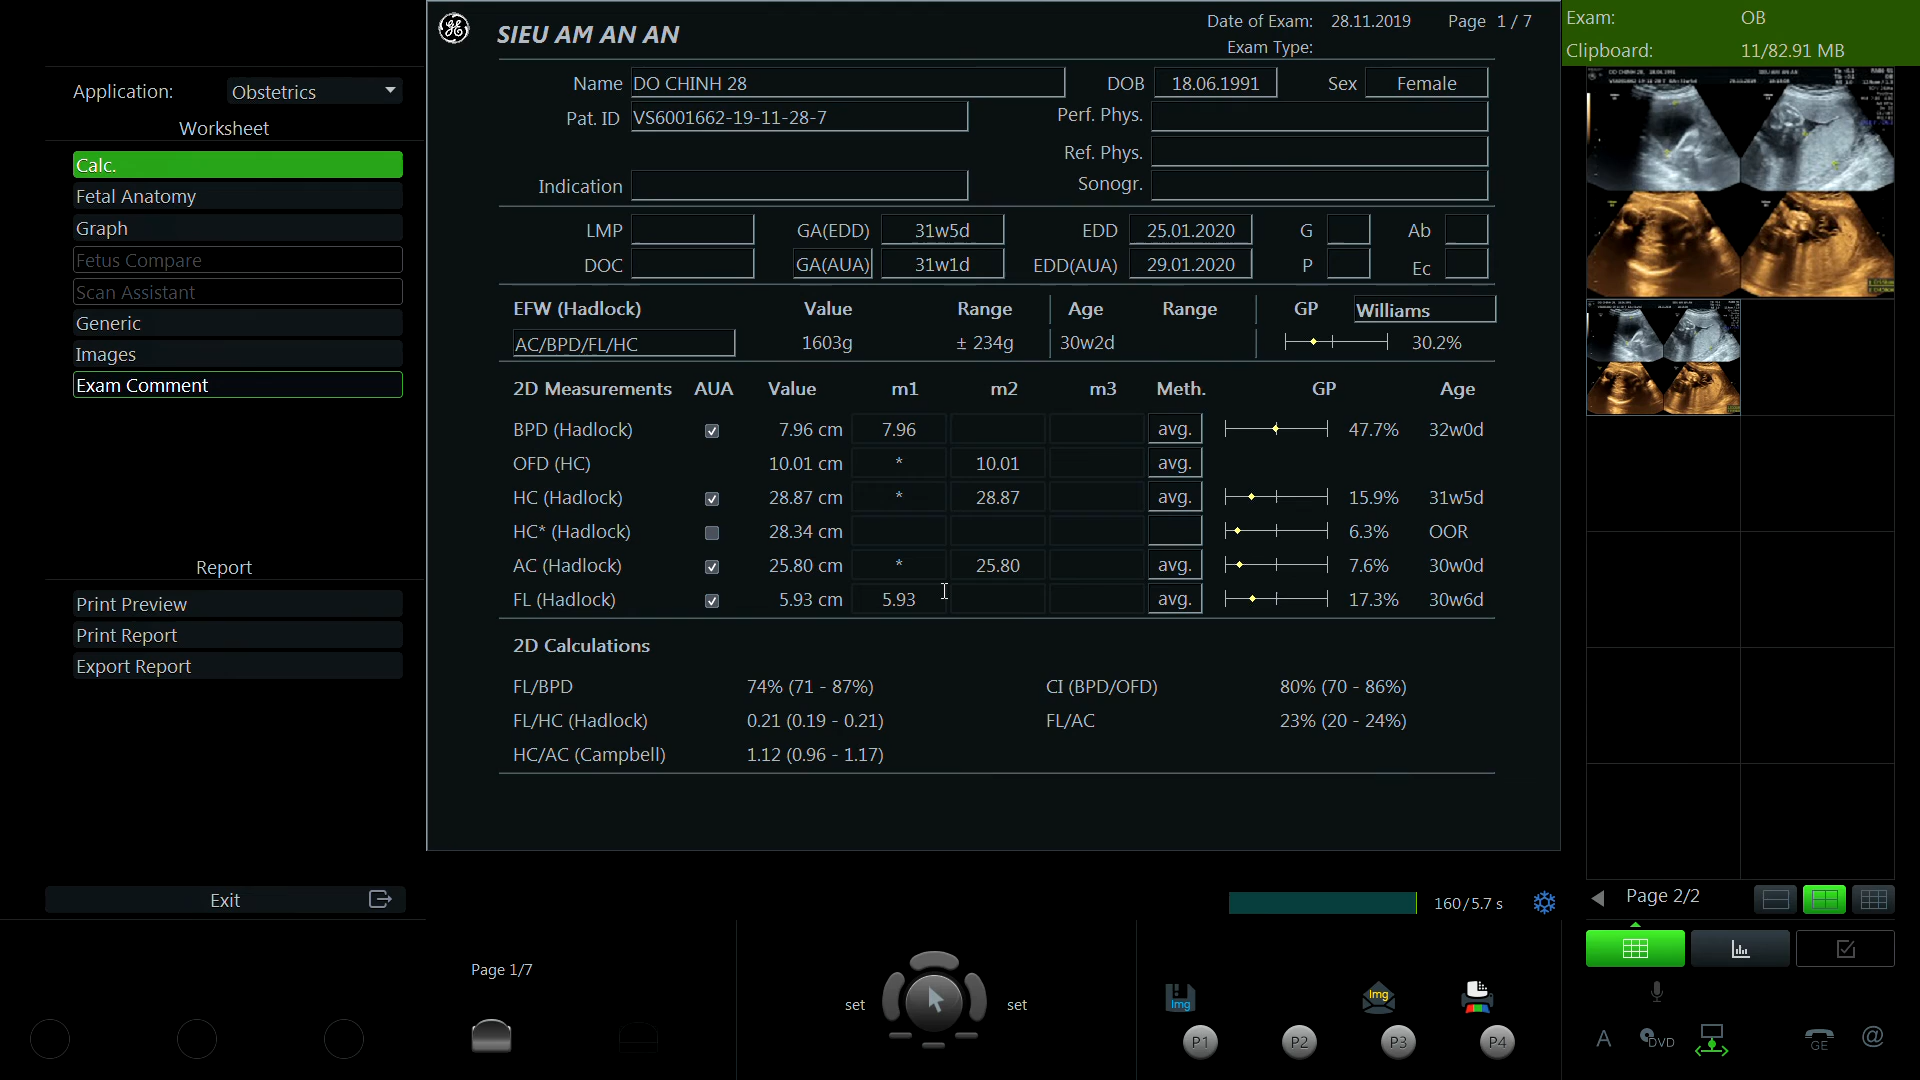 Application: Obstetrics
Worksheet
Calc.
Fetal Anatomy
Graph
Fetus Compare
Scan Assistant
Generic
Images
Exam Comment
Report
Print Preview
Print Report
Export Report
Exit
SIEU AM AN AN
Date of Exam: 28.11.2019 Page 1 / 7
Exam Type:
Name DO CHINH 28 DOB 18.06.1991 Sex Female
Pat. ID VS6001662-19-11-28-7 Perf. Phys.
Ref. Phys.
Indication Sonogr.
LMP GA(EDD) 31w5d EDD 25.01.2020 G Ab
DOC GA(AUA) 31w1d EDD(AUA) 29.01.2020 P Ec
EFW (Hadlock) Value Range Age Range GP Williams
AC/BPD/FL/HC 1603g ± 234g 30w2d 30.2%
2D Measurements AUA Value m1 m2 m3 Meth. GP Age
BPD (Hadlock) 7.96 cm 7.96 avg. 47.7% 32w0d
OFD (HC) 10.01 cm * 10.01 avg.
HC (Hadlock) 28.87 cm * 28.87 avg. 15.9% 31w5d
HC* (Hadlock) 28.34 cm 6.3% OOR
AC (Hadlock) 25.80 cm * 25.80 avg. 7.6% 30w0d
FL (Hadlock) 5.93 cm 5.93 avg. 17.3% 30w6d
2D Calculations
FL/BPD 74% (71 - 87%) CI (BPD/OFD) 80% (70 - 86%)
FL/HC (Hadlock) 0.21 (0.19 - 0.21) FL/AC 23% (20 - 24%)
HC/AC (Campbell) 1.12 (0.96 - 1.17)
Exam: OB
Clipboard: 11/82.91 MB
160/5.7 s
Page 2/2
Page 1/7
set set
Img Img
P1 P2 P3 P4
A DVD GE @